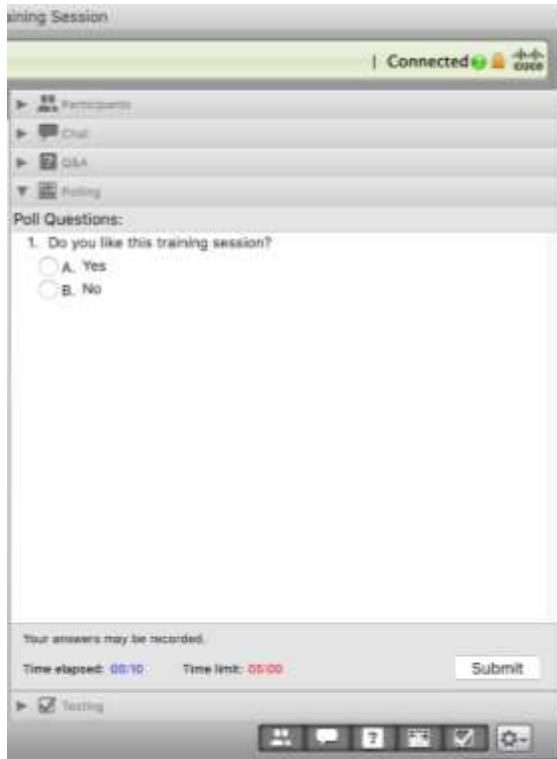 aining Session
| Connected
CISCO
Participants
Chat
Q&A
Polling
Poll Questions:
1. Do you like this training session?
A. Yes
B. No
Your answers may be recorded.
Time elapsed: 00:10 Time limit: 05:00
Submit
Testing